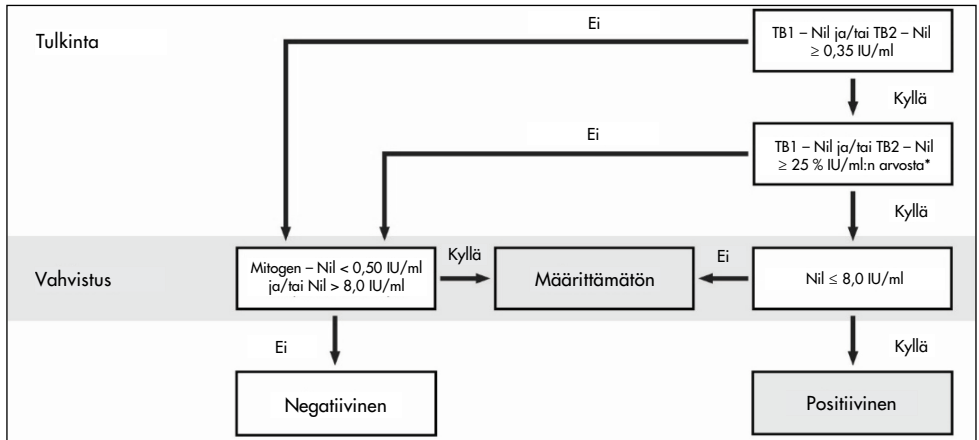 Tulkinta
Ei
TB1 – Nil ja/tai TB2 – Nil
≥ 0,35 IU/ml
Kyllä
Ei
TB1 – Nil ja/tai TB2 – Nil
≥ 25 % IU/ml:n arvosta*
Kyllä
Vahvistus
Mitogen – Nil < 0,50 IU/ml
ja/tai Nil > 8,0 IU/ml
Kyllä
Määrittämätön
Ei
Nil ≤ 8,0 IU/ml
Ei
Kyllä
Negatiivinen
Positiivinen